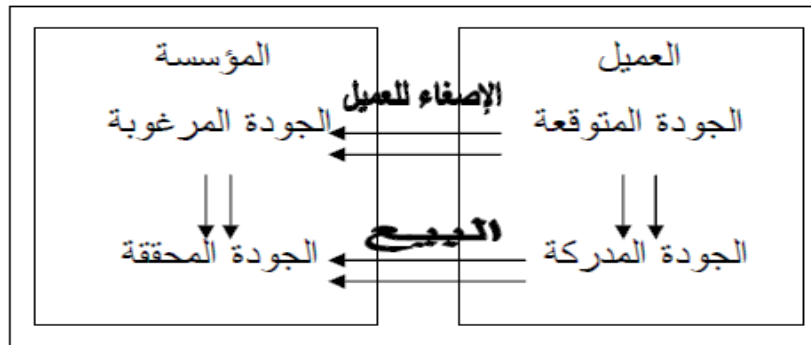 العميل
المؤسسة
الإصغاء للعميل
الجودة المتوقعة
الجودة المرغوبة
البيع
الجودة المدركة
الجودة المحققة